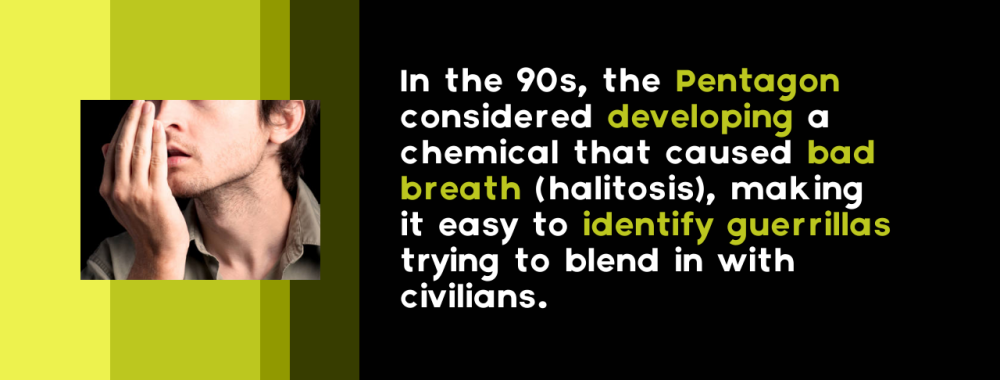 In the 90s, the Pentagon
considered developing a
chemical that caused bad
breath (halitosis), making
it easy to identify guerrillas
trying to blend in with
civilians.